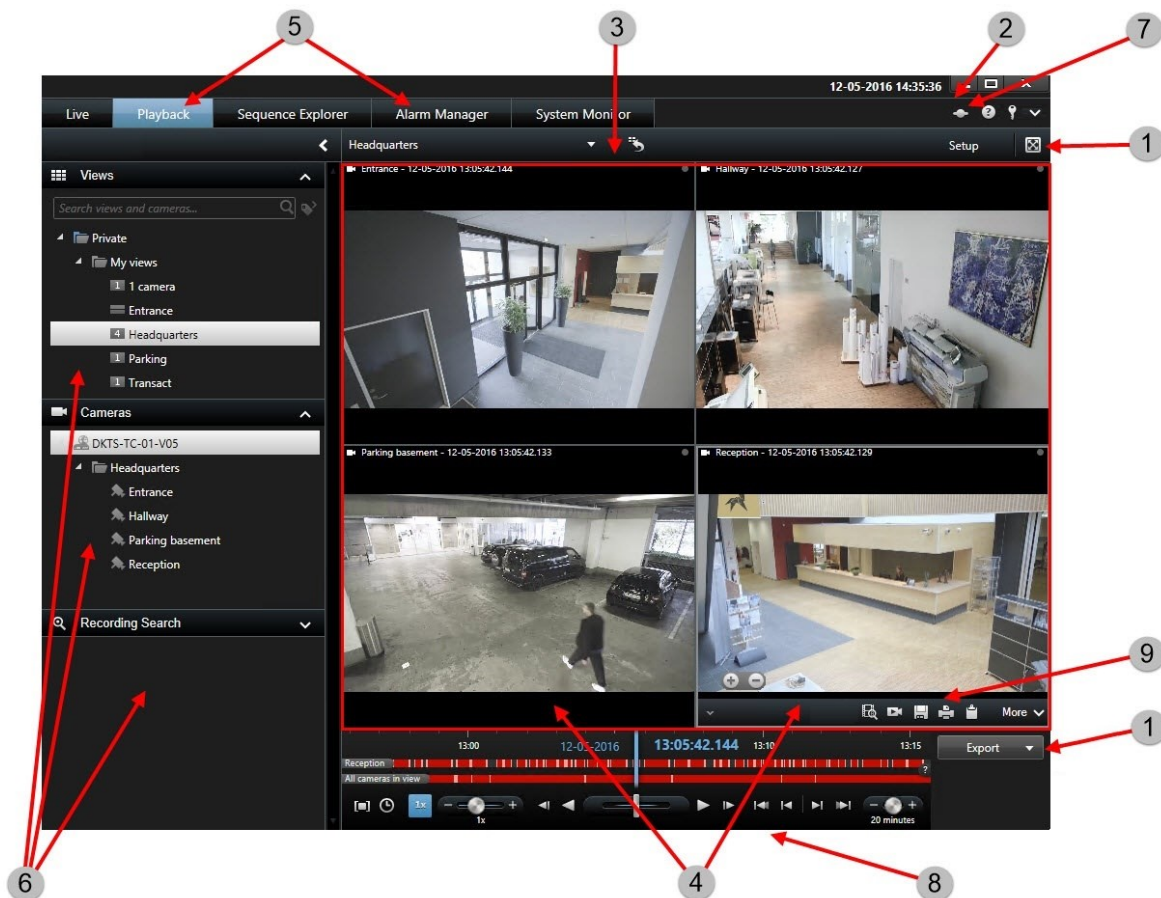 5
3
2
7
12-05-2016 14:35:36
Live Playback Sequence Explorer Alarm Manager System Monitor
Headquarters Setup
1
Views
Search views and cameras...
Private
My views
1 1 camera
Entrance
4 Headquarters
1 Parking
1 Transact
Cameras
DKTS-TC-01-V05
Headquarters
Entrance
Hallway
Parking basement
Reception
Recording Search
Entrance - 12-05-2016 13:05:42.144
Hallway - 12-05-2016 13:05:42.127
Parking basement - 12-05-2016 13:05:42.133
Reception - 12-05-2016 13:05:42.129
9
More
1
13:00 12-05-2016 13:05:42.144 13:10 13:15
Export
Reception
?
All cameras in view
1x
1x
20 minutes
6
4
8